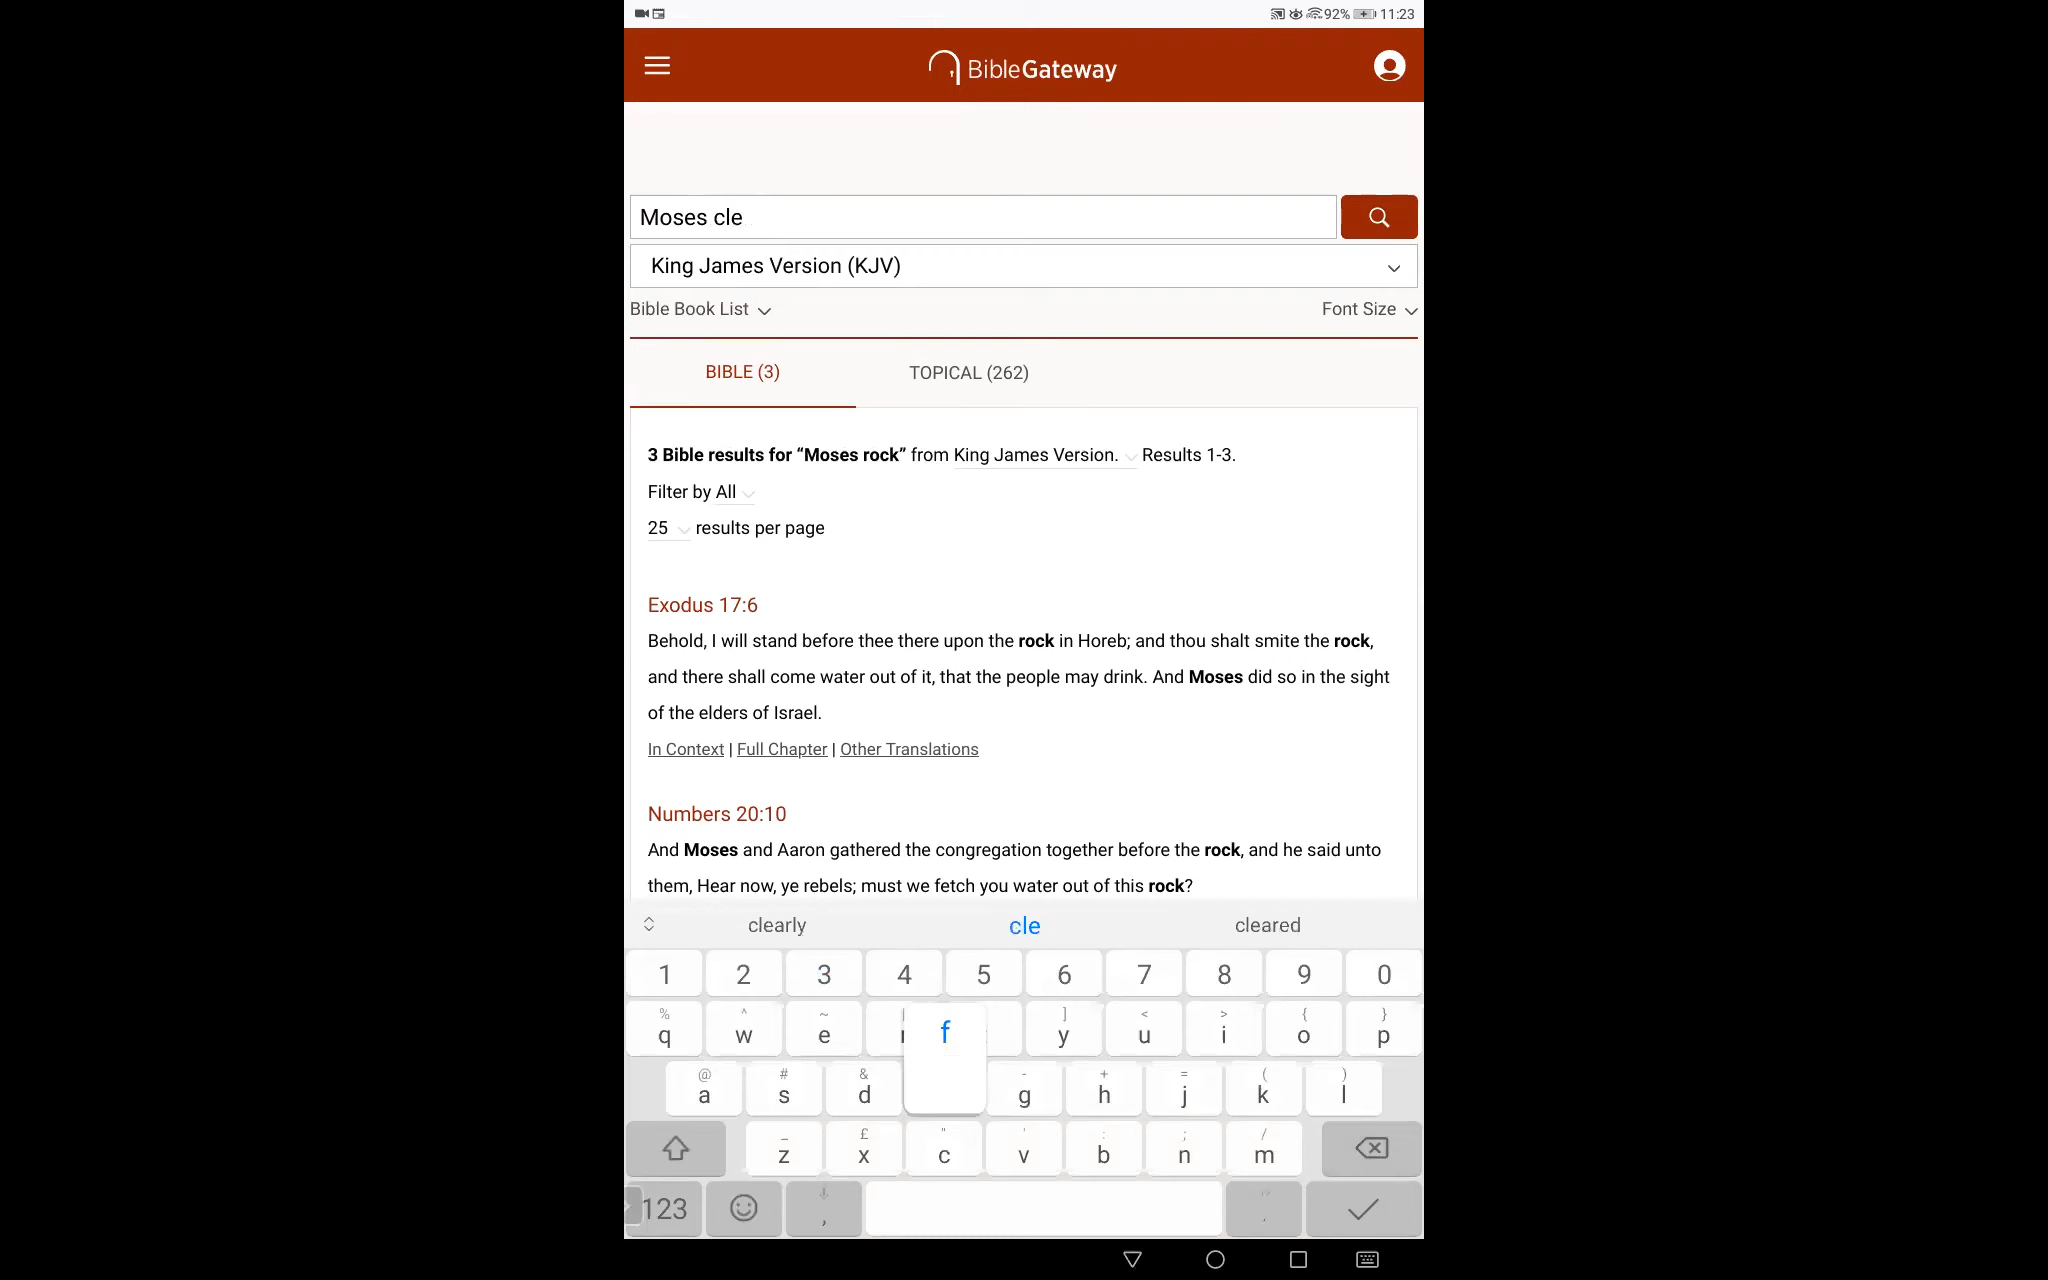 92% 11:23
BibleGateway
Moses cle
King James Version (KJV)
Bible Book List Font Size
BIBLE (3) TOPICAL (262)
3 Bible results for “Moses rock” from King James Version. Results 1-3.
Filter by All
25 results per page
Exodus 17:6
Behold, I will stand before thee there upon the rock in Horeb; and thou shalt smite the rock,
and there shall come water out of it, that the people may drink. And Moses did so in the sight
of the elders of Israel.
In Context | Full Chapter | Other Translations
Numbers 20:10
And Moses and Aaron gathered the congregation together before the rock, and he said unto
them, Hear now, ye rebels; must we fetch you water out of this rock?
clearly cle cleared
1 2 3 4 5 6 7 8 9 0
% ^ ~ ] < > { }
q w e f y u i o p
@ # & - + = ( )
a s d g h j k l
_ £ " ' : ; /
z x c v b n m
123 , .